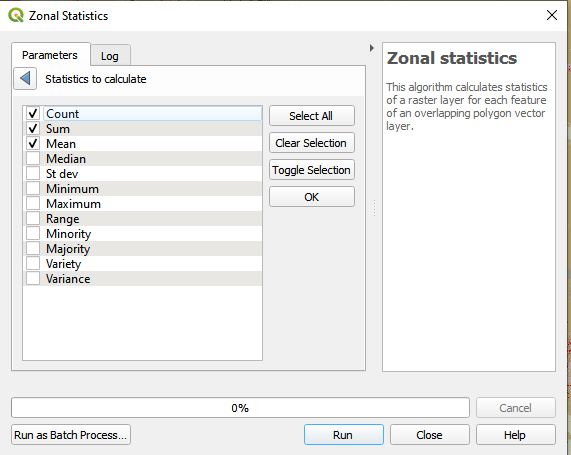 Zonal Statistics
Parameters
Log
Statistics to calculate
Count
Sum
Mean
Median
St dev
Minimum
Maximum
Range
Minority
Majority
Variety
Variance
Select All
Clear Selection
Toggle Selection
OK
Zonal statistics
This algorithm calculates statistics
of a raster layer for each feature
of an overlapping polygon vector
layer.
0%
Cancel
Run as Batch Process...
Run
Close
Help